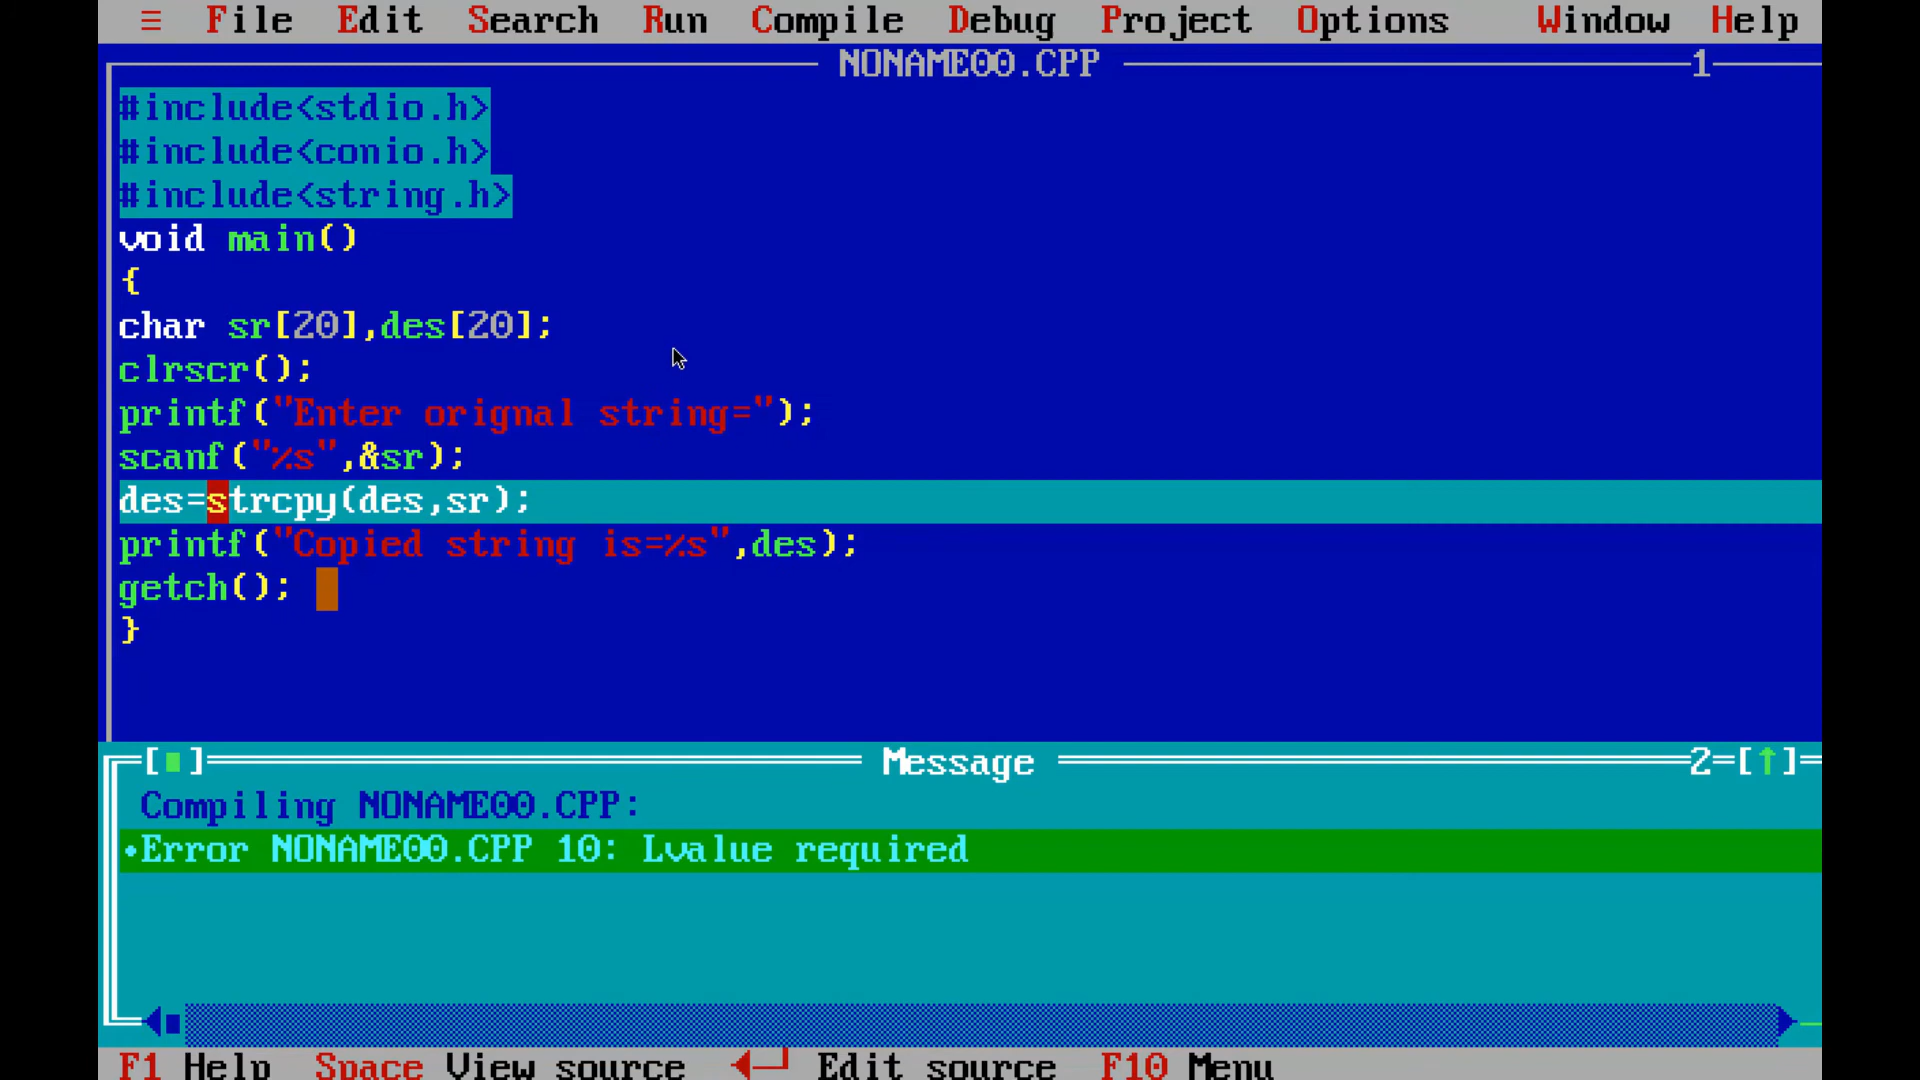 ≡ File Edit Search Run Compile Debug Project Options Window Help
NONAME00.CPP 1
#include<stdio.h>
#include<conio.h>
#include<string.h>
void main()
{
char sr[20],des[20];
clrscr();
printf("Enter orignal string=");
scanf("%s",&sr);
des=strcpy(des,sr);
printf("Copied string is=%s",des);
getch();
}
[■] Message 2=[↑]
Compiling NONAME00.CPP:
•Error NONAME00.CPP 10: Lvalue required
F1 Help Space View source ◄─┘ Edit source F10 Menu